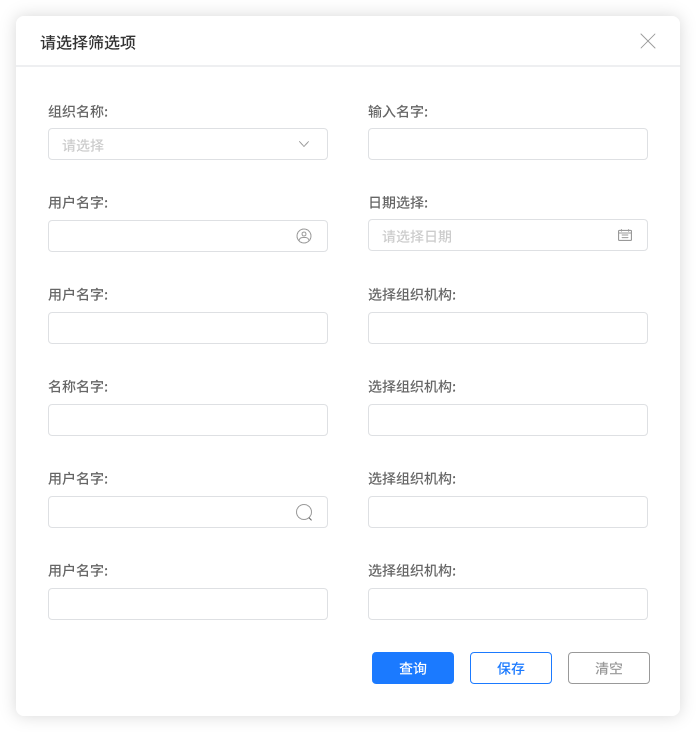 请选择筛选项
组织名称:
输入名字:
请选择
用户名字:
日期选择:
请选择日期
用户名字:
选择组织机构:
名称名字:
选择组织机构:
用户名字:
选择组织机构:
用户名字:
选择组织机构:
查询
保存
清空